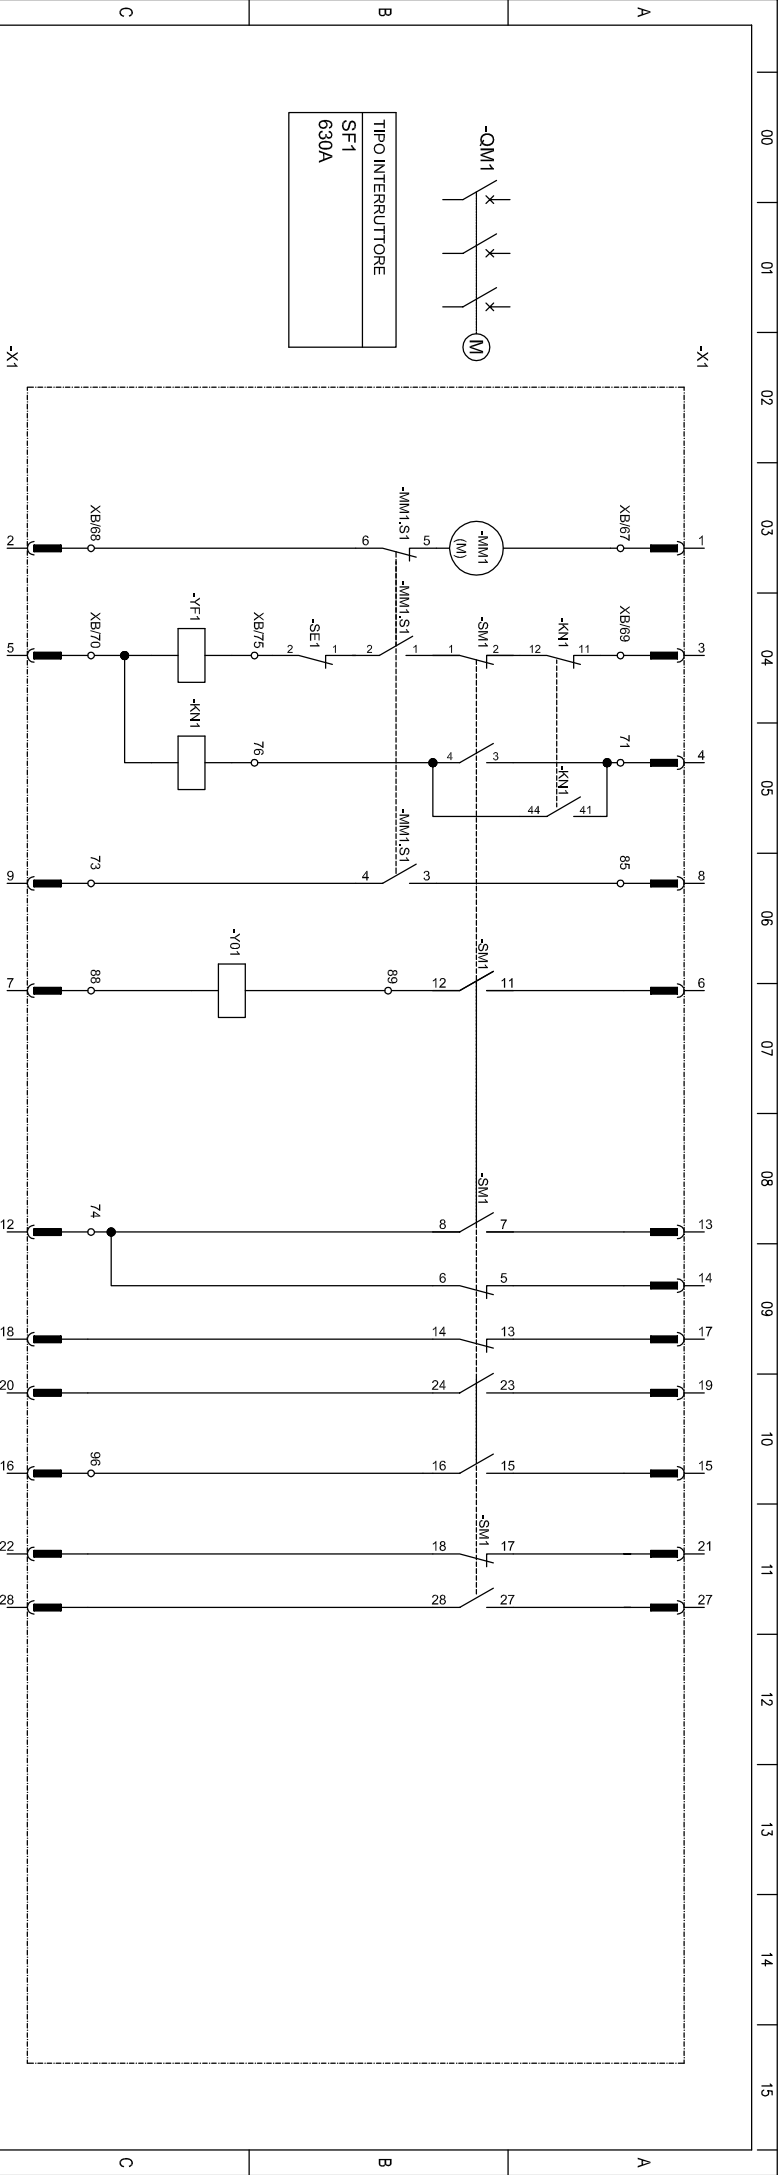 00 01 02 03 04 05 06 07 08 09 10 11 12 13 14 15
A A
-X1 1 3 4 8 6 13 14 17 19 15 21 27
XB/67 XB/69 71 85
11 41
-KN1 -KN1
12 44
-QM1
M
-MM1
(M)
2 3 11 7 5 13 23 15 17 27
-SM1 -SM1 -SM1 -SM1
1 4 12 8 6 14 24 16 18 28
5 1 3
-MM1.S1 -MM1.S1 -MM1.S1
6 2 4
89
B B
TIPO INTERRUTTORE
SF1
630A
1
-SE1
2
XB/75 76
-Y01
-YF1 -KN1
C C
XB/68 XB/70 73 88 74 96
-X1 2 5 9 7 12 18 20 16 22 28